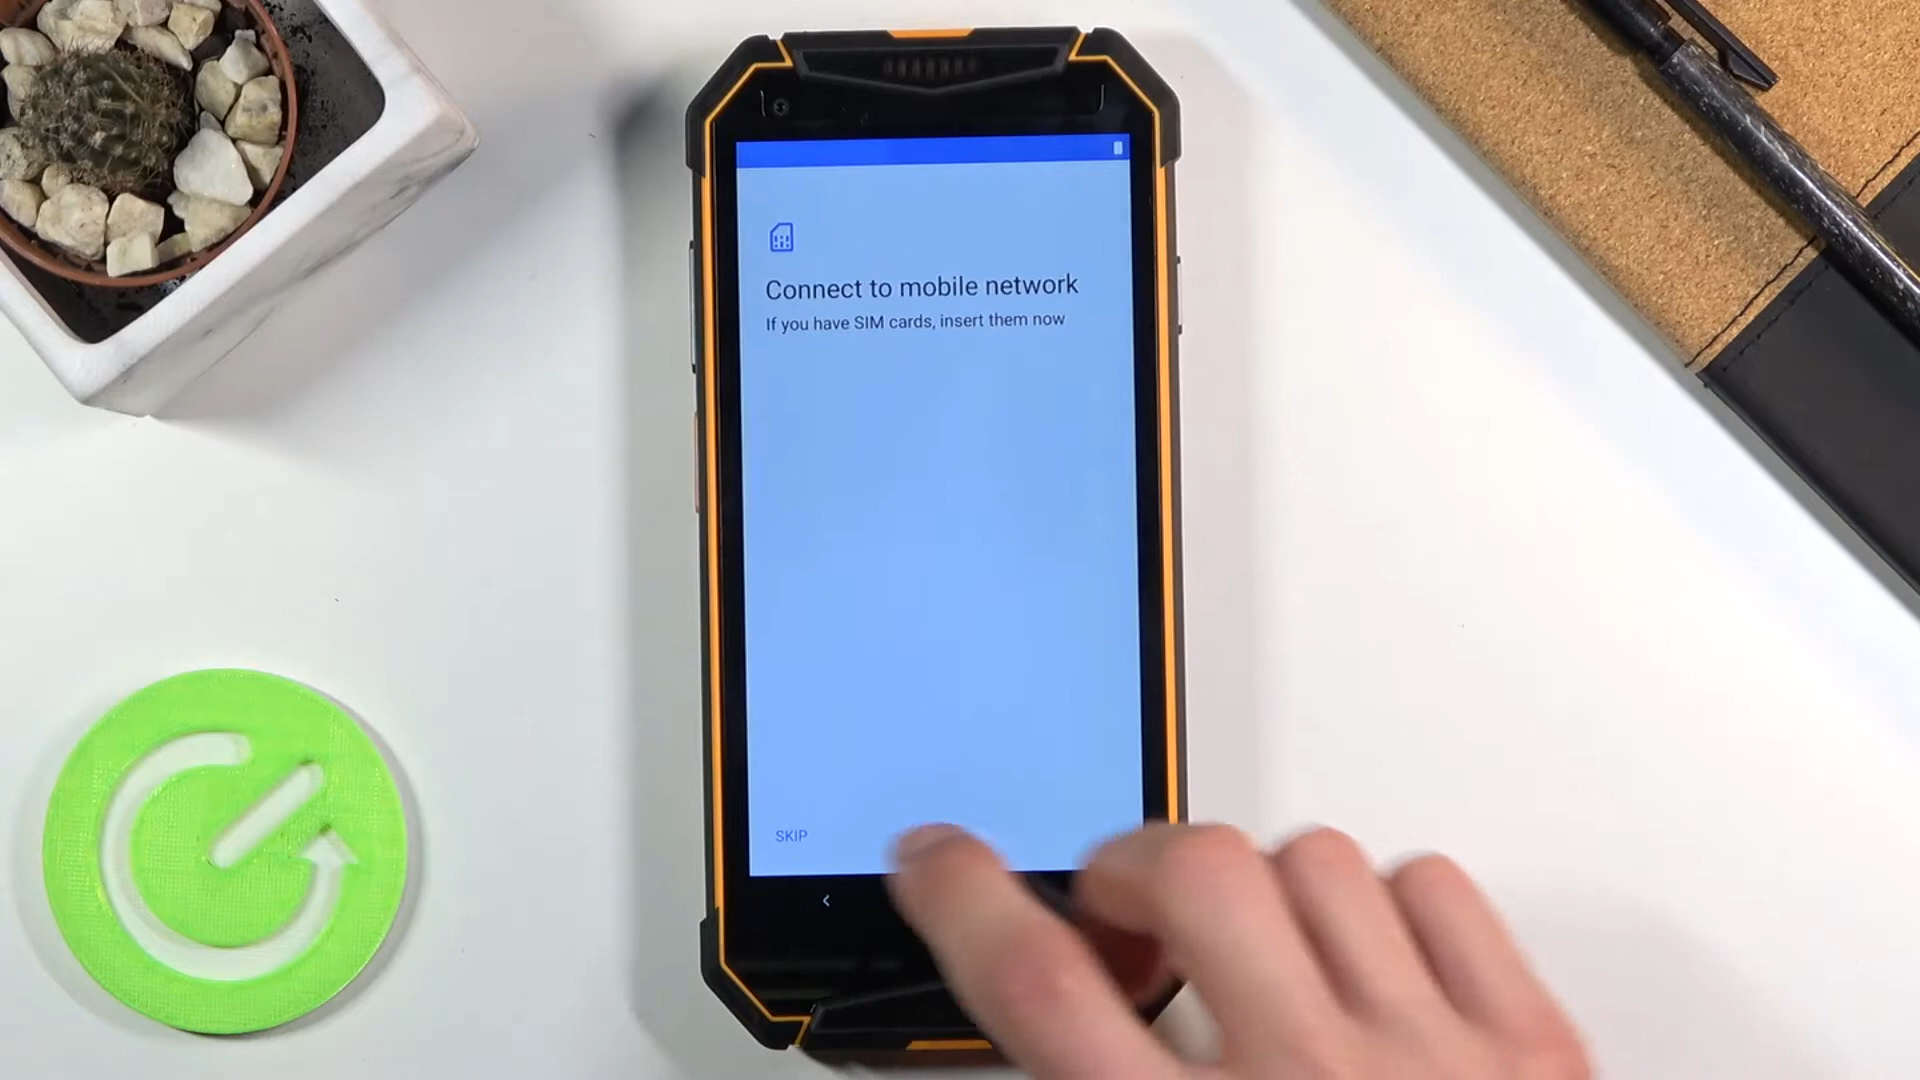 Connect to mobile network
If you have SIM cards, insert them now
SKIP